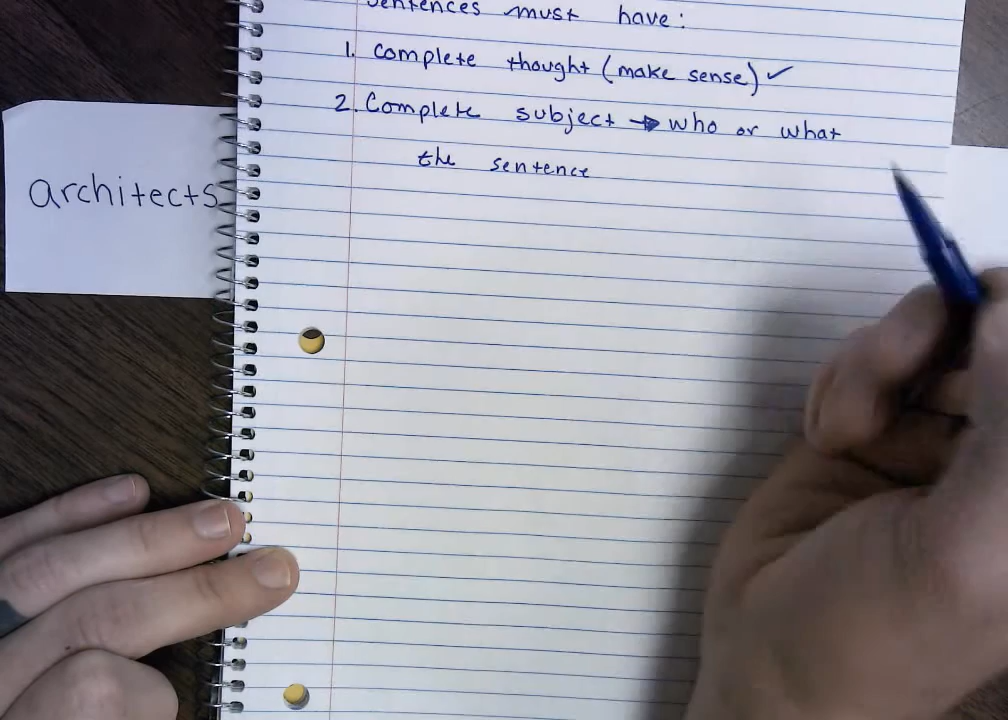 Sentences must have:
1. Complete thought (make sense) ✓
2. Complete subject → who or what
the sentence
architects